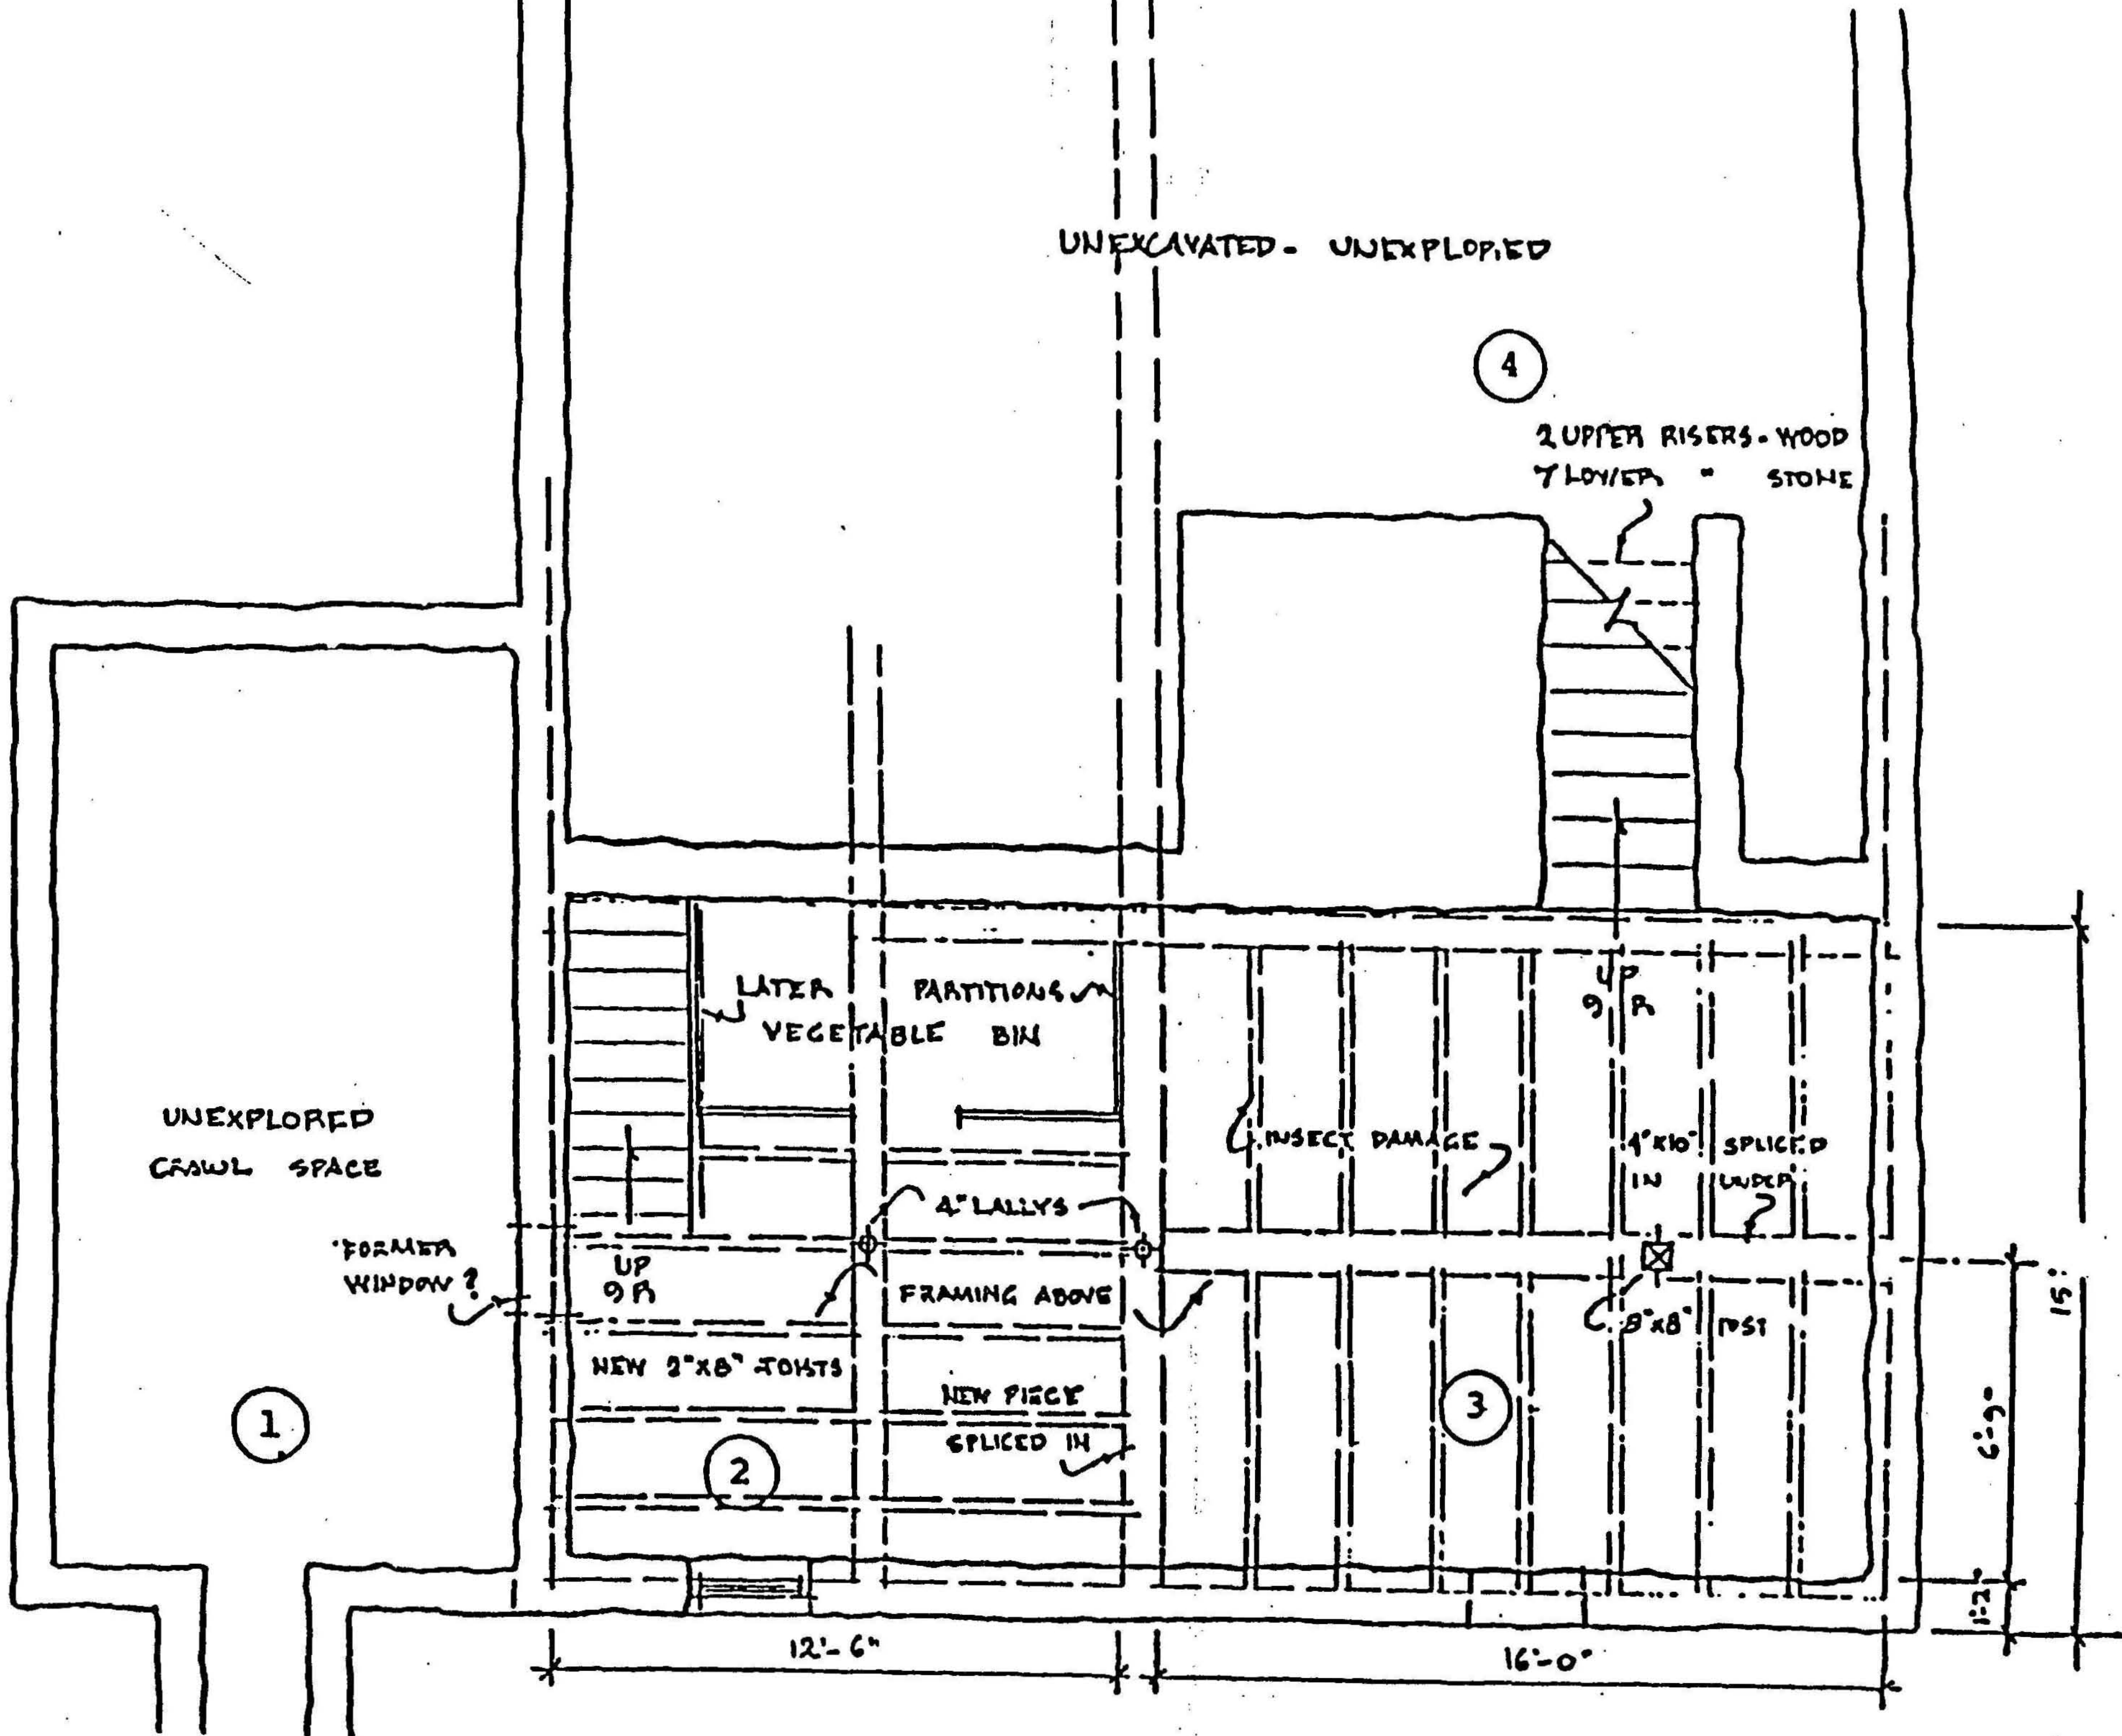 UNEXCAVATED - UNEXPLORED
4
2 UPPER RISERS - WOOD
7 LOWER " STONE
LATER PARTITIONS
VEGETABLE BIN
UP
9 R
UNEXPLORED
CRAWL SPACE
INSECT DAMAGE
4"X10" SPLICED
IN UNDER
4" LALLYS
FORMER
WINDOW ?
UP
9 R
FRAMING ABOVE
8"X8" POST
NEW 2"X8" JOISTS
NEW PIECE
SPLICED IN
1
2
3
15'
6'-9"
1'-2"
12'-6"
16'-0"